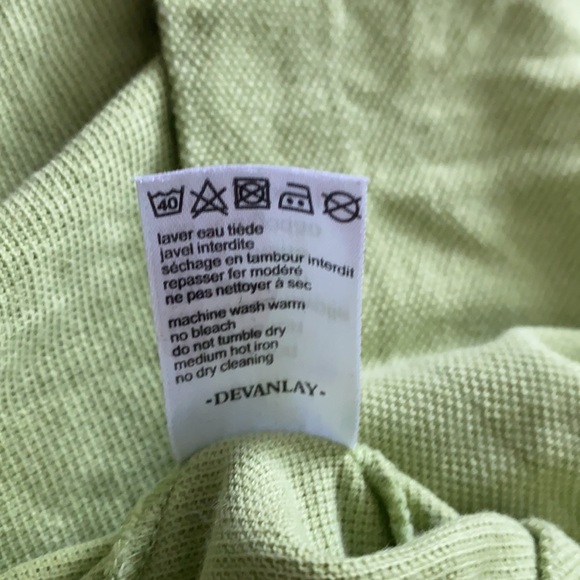 40
laver eau tiède
javel interdite
séchage en tambour interdit
repasser fer modéré
ne pas nettoyer à sec
machine wash warm
no bleach
do not tumble dry
medium hot iron
no dry cleaning
-DEVANLAY-